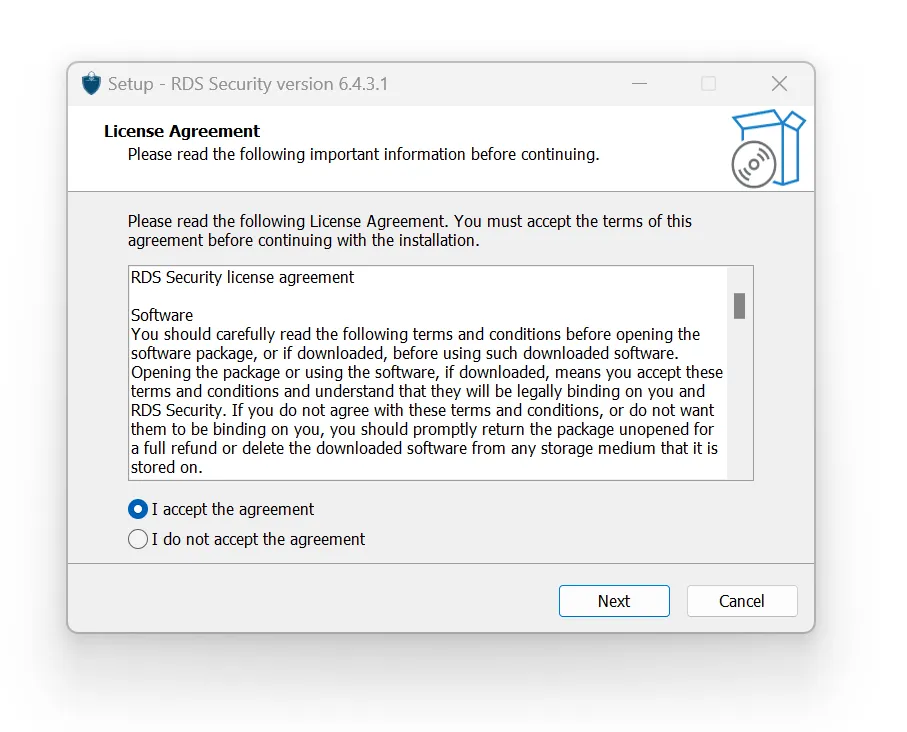 Setup - RDS Security version 6.4.3.1
License Agreement
Please read the following important information before continuing.
Please read the following License Agreement. You must accept the terms of this
agreement before continuing with the installation.
RDS Security license agreement
Software
You should carefully read the following terms and conditions before opening the
software package, or if downloaded, before using such downloaded software.
Opening the package or using the software, if downloaded, means you accept these
terms and conditions and understand that they will be legally binding on you and
RDS Security. If you do not agree with these terms and conditions, or do not want
them to be binding on you, you should promptly return the package unopened for
a full refund or delete the downloaded software from any storage medium that it is
stored on.
I accept the agreement
I do not accept the agreement
Next
Cancel